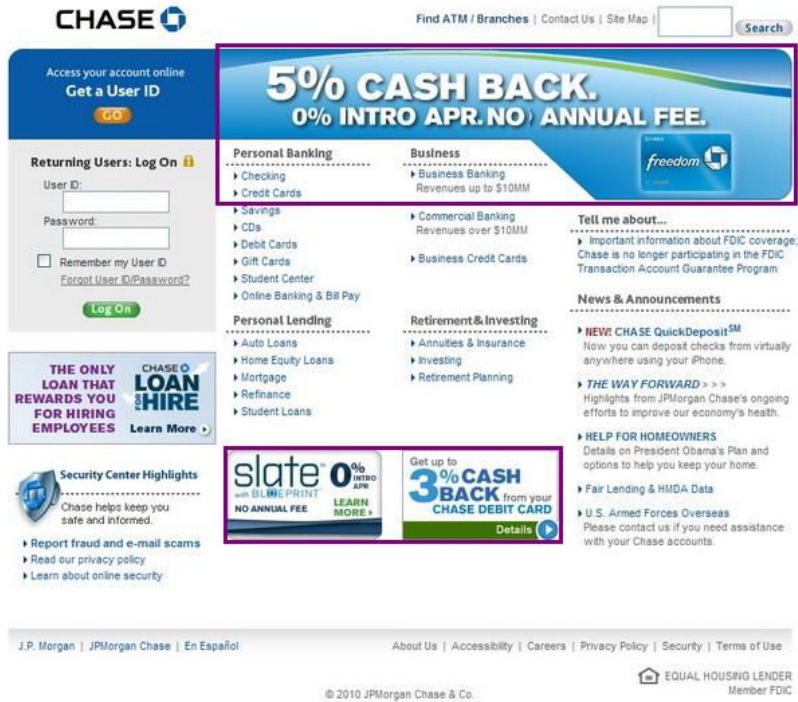 CHASE
Find ATM / Branches | Contact Us | Site Map |
Search
Access your account online
Get a User ID
GO
5% CASH BACK.
0% INTRO APR. NO ANNUAL FEE.
CHASE
freedom
Returning Users: Log On
User ID:
Password:
Remember my User ID
Forgot User ID/Password?
Log On
Personal Banking
Checking
Credit Cards
Savings
CDs
Debit Cards
Gift Cards
Student Center
Online Banking & Bill Pay
Personal Lending
Auto Loans
Home Equity Loans
Mortgage
Refinance
Student Loans
Business
Business Banking
Revenues up to $10MM
Commercial Banking
Revenues over $10MM
Business Credit Cards
Retirement & Investing
Annuities & Insurance
Investing
Retirement Planning
Tell me about...
Important information about FDIC coverage;
Chase is no longer participating in the FDIC
Transaction Account Guarantee Program
News & Announcements
NEW! CHASE QuickDeposit SM
Now you can deposit checks from virtually
anywhere using your iPhone.
THE WAY FORWARD > > >
Highlights from JPMorgan Chase's ongoing
efforts to improve our economy's health.
HELP FOR HOMEOWNERS
Details on President Obama's Plan and
options to help you keep your home.
Fair Lending & HMDA Data
U.S. Armed Forces Overseas
Please contact us if you need assistance
with your Chase accounts.
THE ONLY
LOAN THAT
REWARDS YOU
FOR HIRING
EMPLOYEES
CHASE
LOAN
FOR HIRE
Learn More
Security Center Highlights
Chase helps keep you
safe and informed.
Report fraud and e-mail scams
Read our privacy policy
Learn about online security
slate
with BLUEPRINT
0% INTRO APR
NO ANNUAL FEE
LEARN MORE
Get up to
3% CASH
BACK from your
CHASE DEBIT CARD
Details
J.P. Morgan | JPMorgan Chase | En Español
About Us | Accessibility | Careers | Privacy Policy | Security | Terms of Use
EQUAL HOUSING LENDER
Member FDIC
© 2010 JPMorgan Chase & Co.